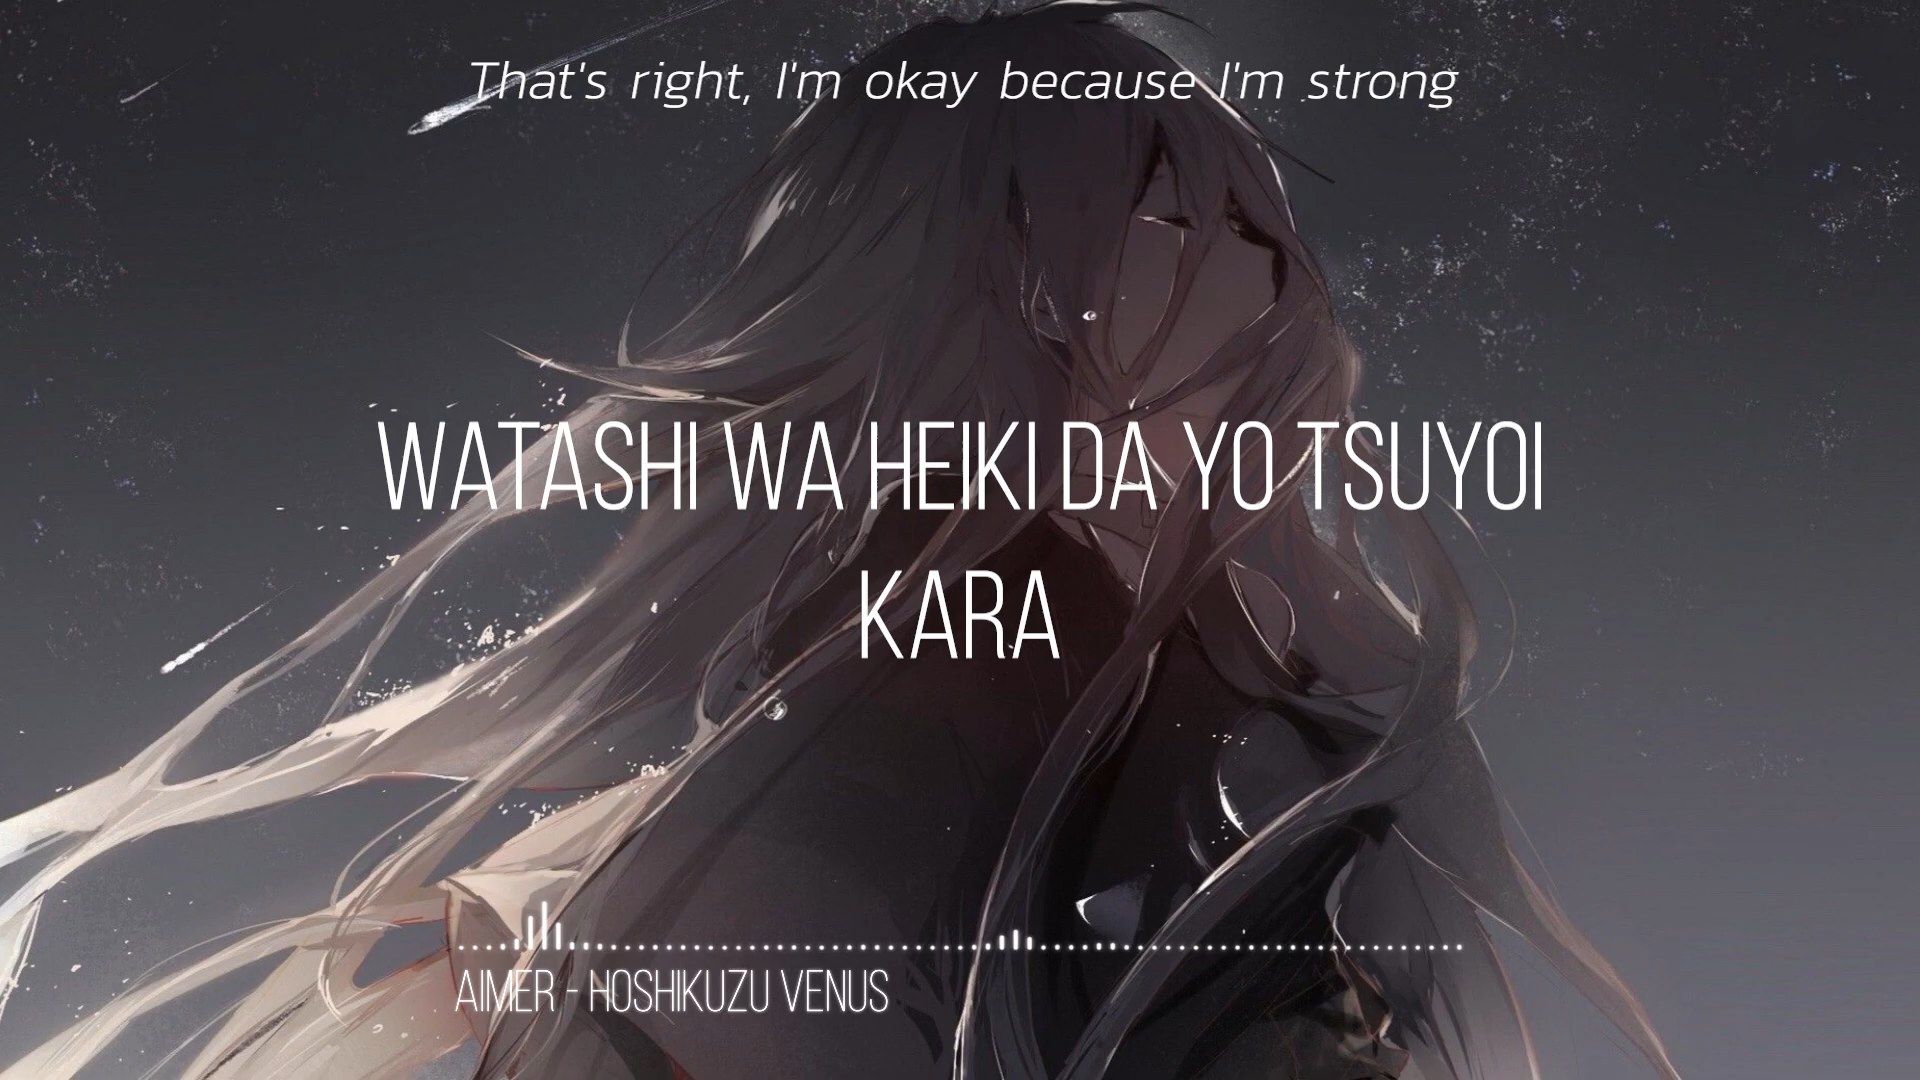 That's right, I'm okay because I'm strong
WATASHI WA HEIKI DA YO TSUYOI
KARA
AIMER - HOSHIKUZU VENUS